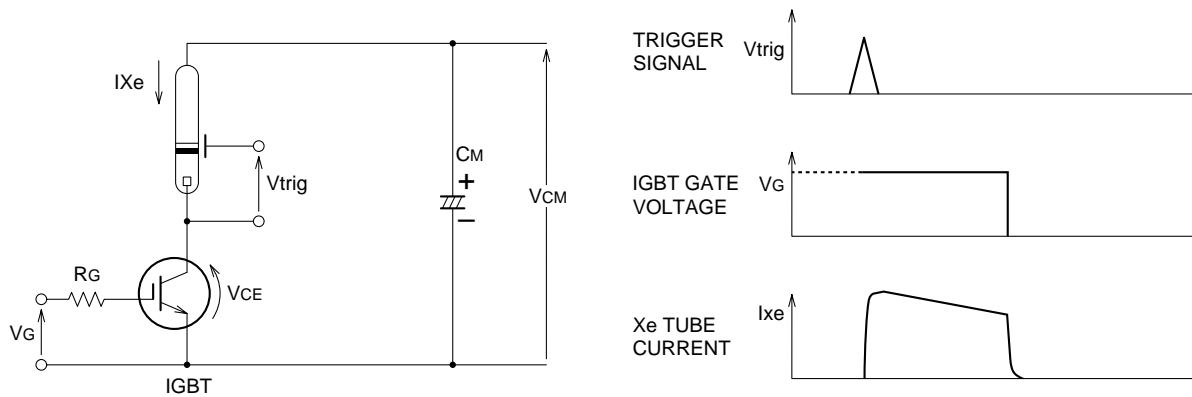 IXe
Vtrig
CM
+
–
VCM
RG
VCE
VG
IGBT
TRIGGER
SIGNAL
Vtrig
IGBT GATE
VOLTAGE
VG
Xe TUBE
CURRENT
Ixe